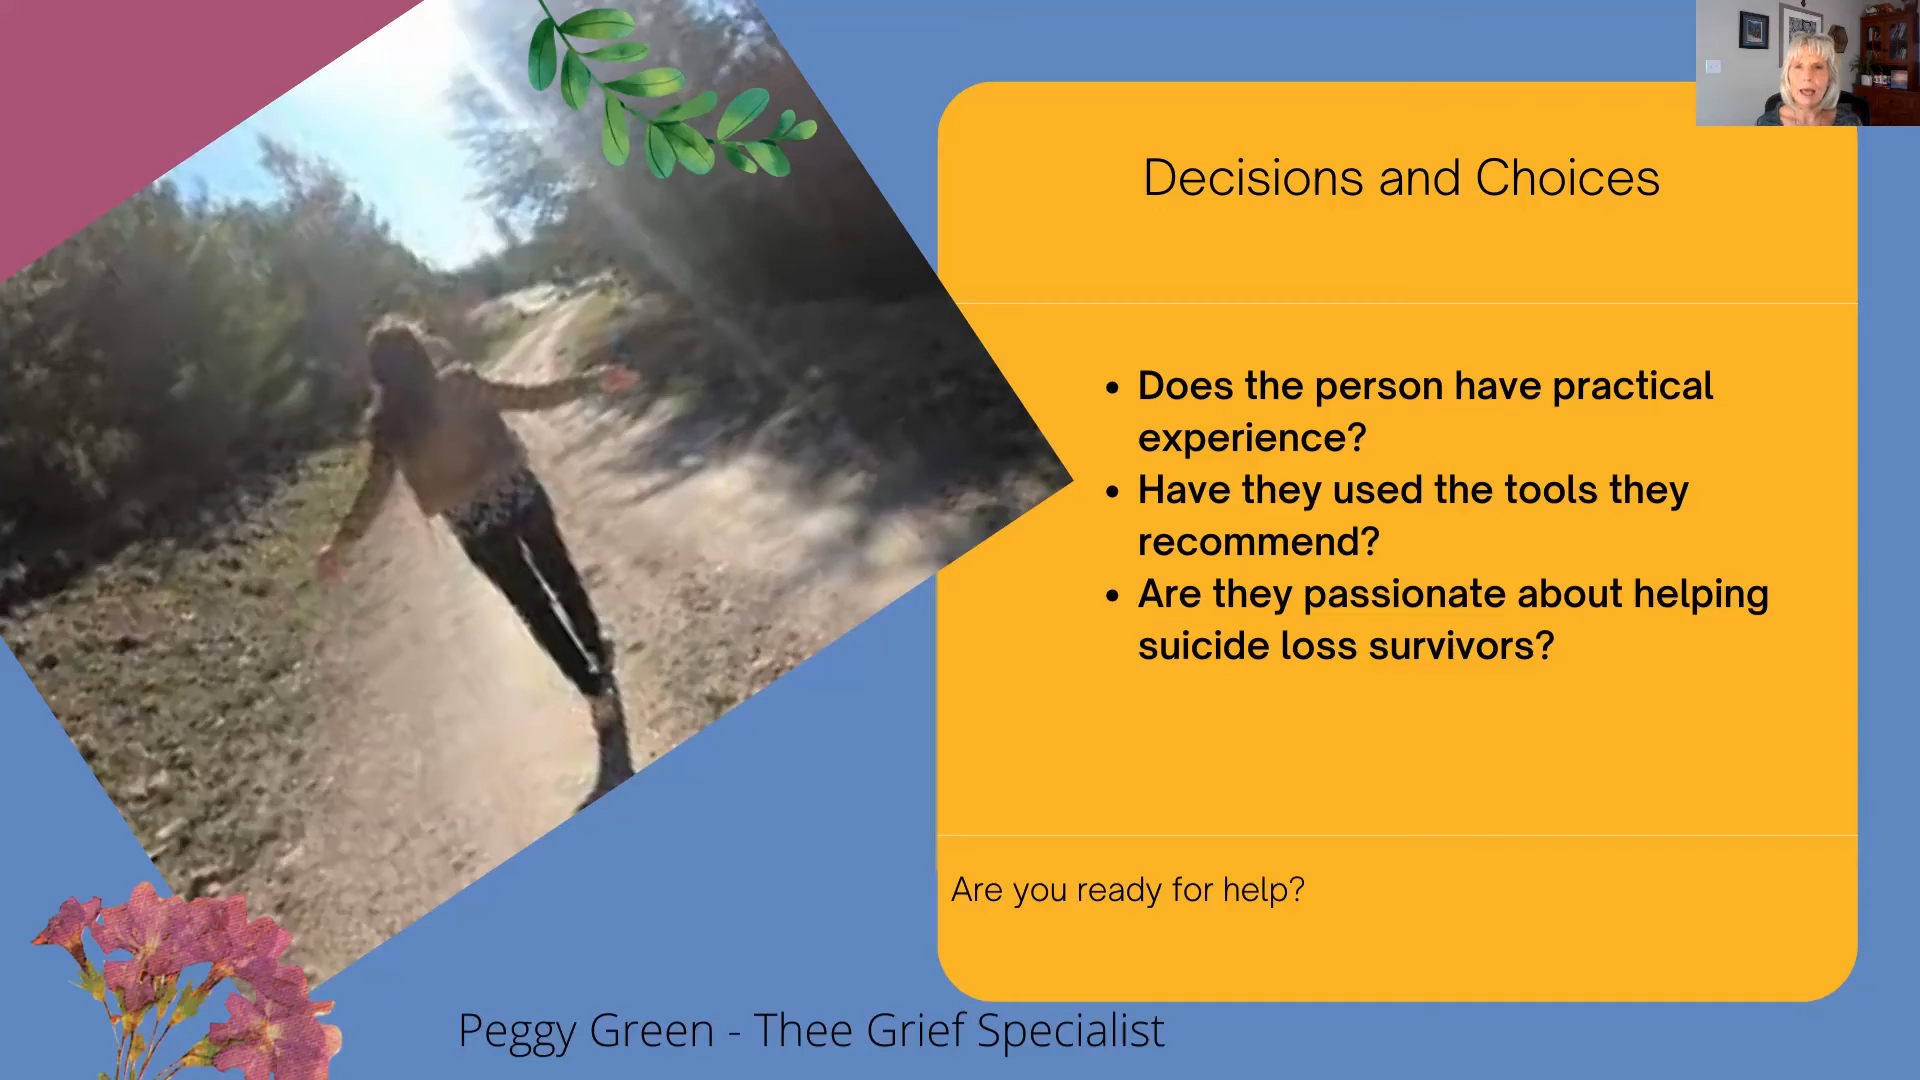 Decisions and Choices
• Does the person have practical
experience?
• Have they used the tools they
recommend?
• Are they passionate about helping
suicide loss survivors?
Are you ready for help?
Peggy Green - Thee Grief Specialist